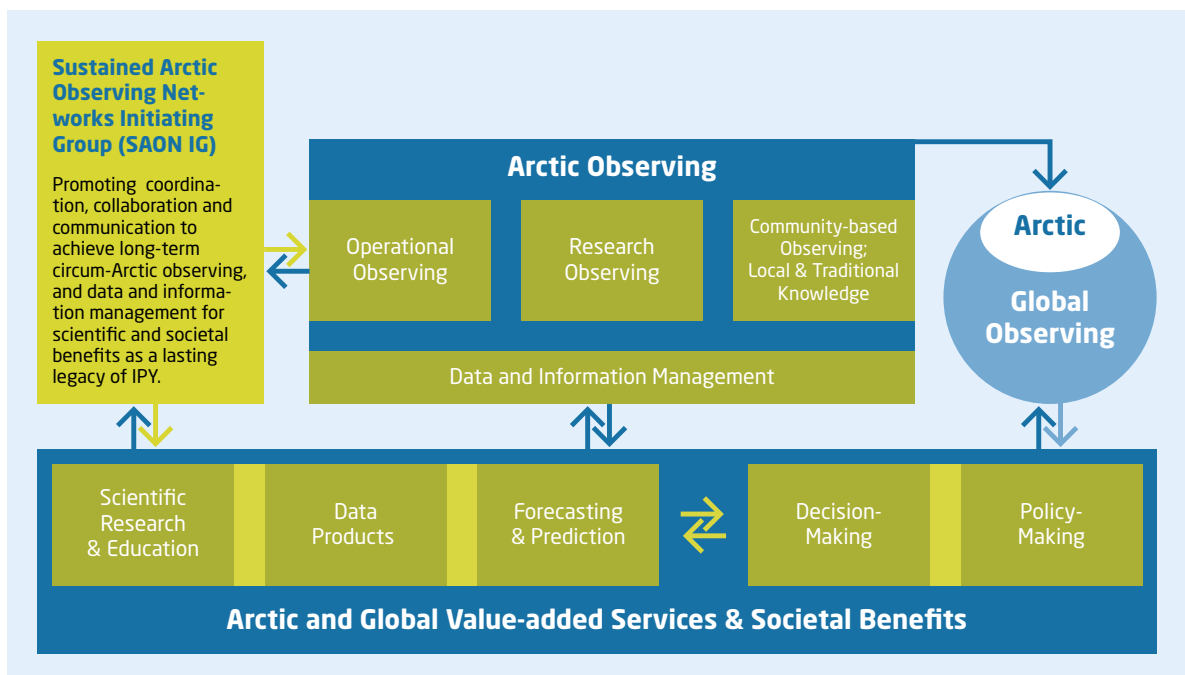 Sustained Arctic
Observing Net-
works Initiating
Group (SAON IG)
Promoting coordina-
tion, collaboration and
communication to
achieve long-term
circum-Arctic observing,
and data and informa-
tion management for
scientific and societal
benefits as a lasting
legacy of IPY.
Arctic Observing
Operational
Observing
Research
Observing
Community-based
Observing;
Local & Traditional
Knowledge
Data and Information Management
Arctic
Global
Observing
Scientific
Research
& Education
Data
Products
Forecasting
& Prediction
Decision-
Making
Policy-
Making
Arctic and Global Value-added Services & Societal Benefits